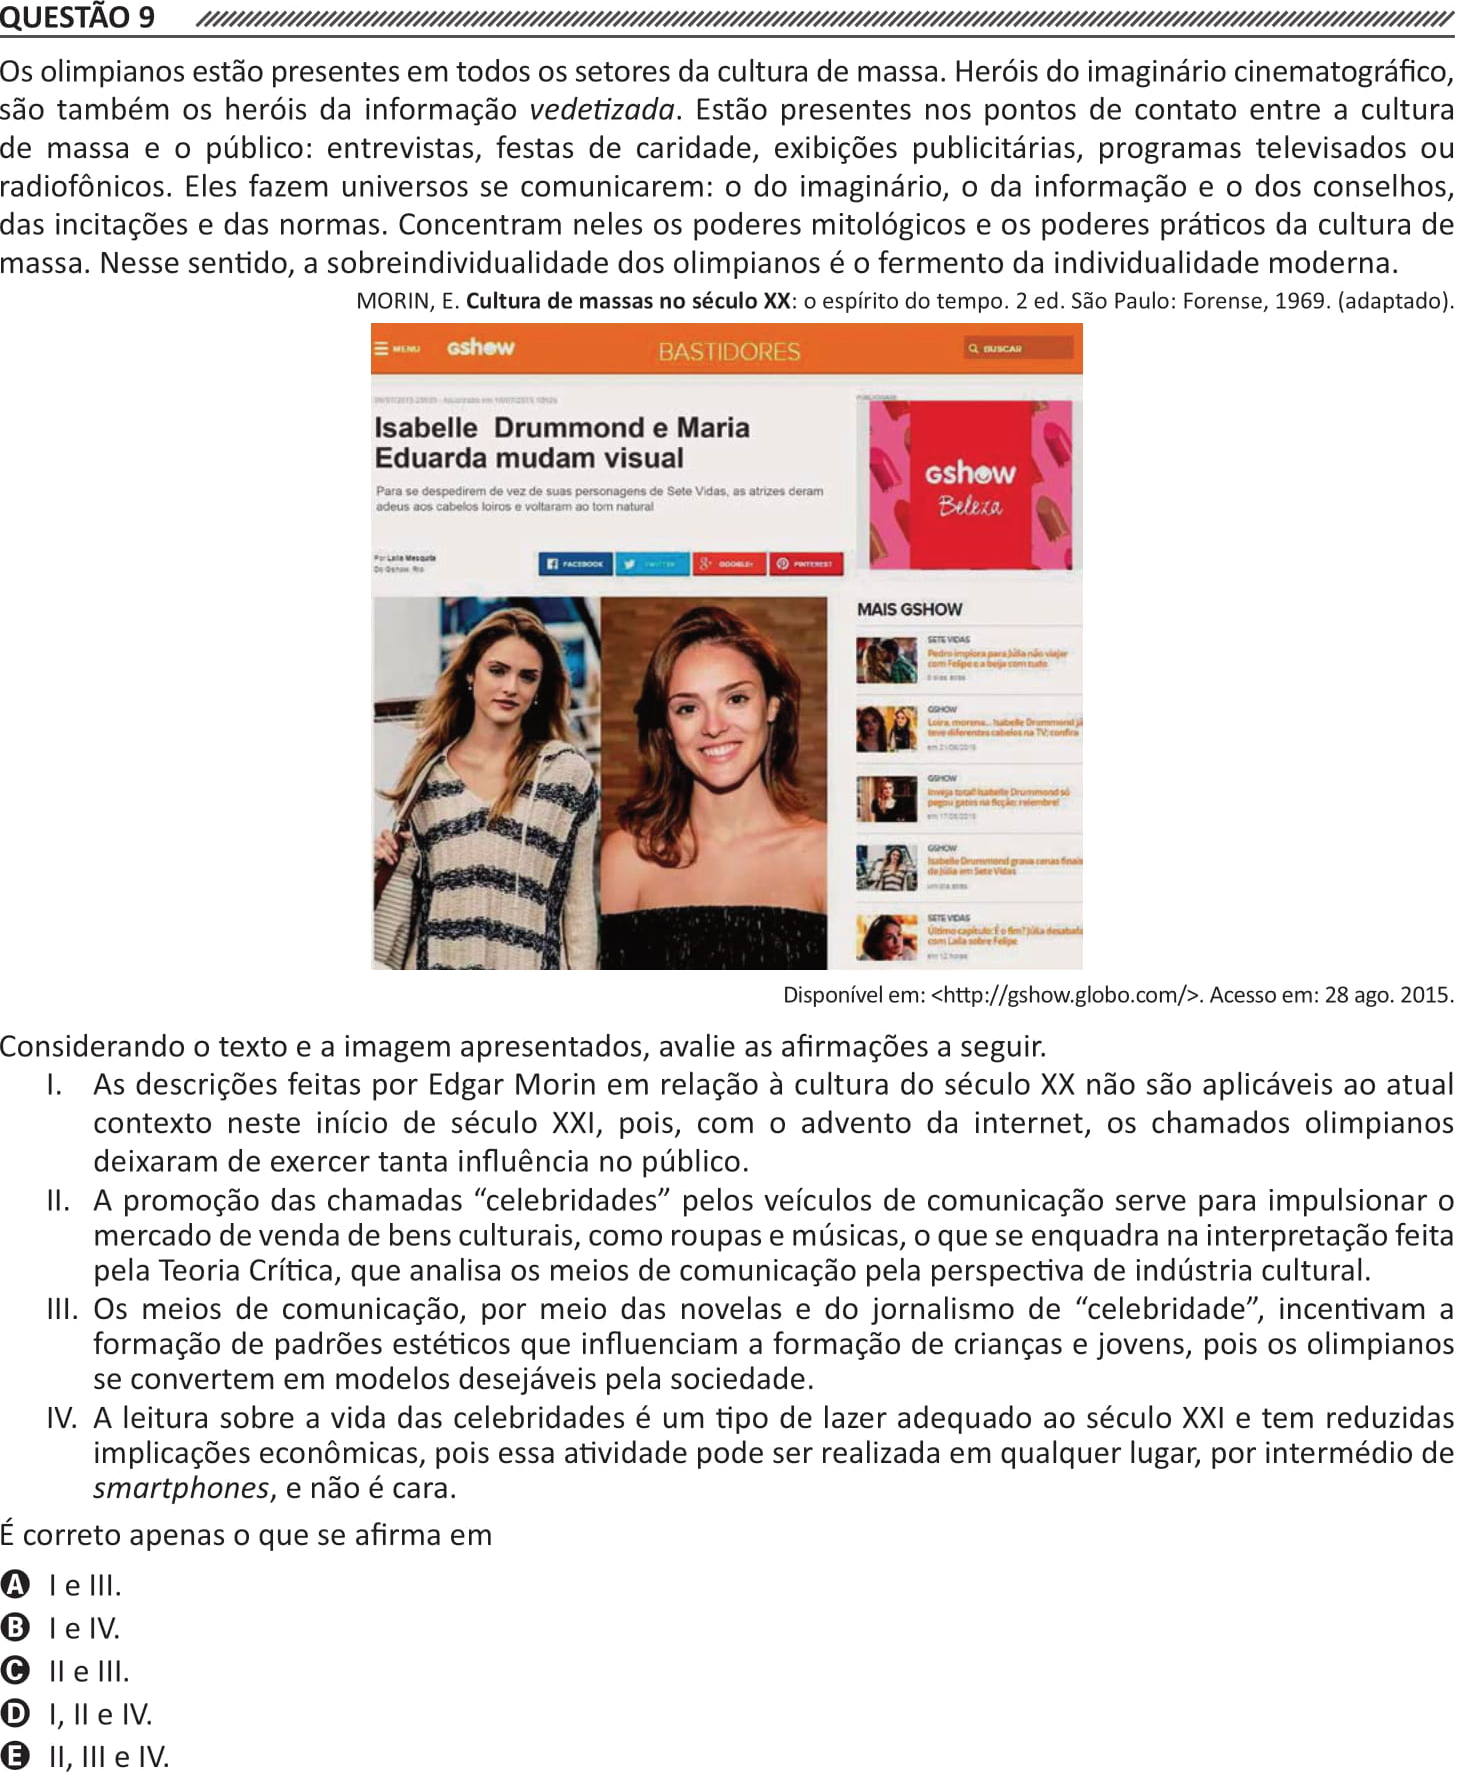 QUESTÃO 9
Os olimpianos estão presentes em todos os setores da cultura de massa. Heróis do imaginário cinematográfico,
são também os heróis da informação vedetizada. Estão presentes nos pontos de contato entre a cultura
de massa e o público: entrevistas, festas de caridade, exibições publicitárias, programas televisados ou
radiofônicos. Eles fazem universos se comunicarem: o do imaginário, o da informação e o dos conselhos,
das incitações e das normas. Concentram neles os poderes mitológicos e os poderes práticos da cultura de
massa. Nesse sentido, a sobreindividualidade dos olimpianos é o fermento da individualidade moderna.
MORIN, E. Cultura de massas no século XX: o espírito do tempo. 2 ed. São Paulo: Forense, 1969. (adaptado).
MENU gshow BASTIDORES BUSCAR
PUBLICIDADE
Isabelle Drummond e Maria
Eduarda mudam visual
Para se despedirem de vez de suas personagens de Sete Vidas, as atrizes deram
adeus aos cabelos loiros e voltaram ao tom natural
gshow
Beleza
Por Laila Mesquita
Do Gshow, Rio
FACEBOOK TWITTER GOOGLE+ PINTEREST
MAIS GSHOW
SETE VIDAS
Pedro implora para Júlia não viajar
com Felipe e a beija com tudo
GSHOW
Loira, morena... Isabelle Drummond já
teve diferentes cabelos na TV; confira
em 21/06/2015
GSHOW
Inveja total! Isabelle Drummond só
pegou gatos na ficção; relembre!
em 17/05/2015
GSHOW
Isabelle Drummond grava cenas finais
de Júlia em Sete Vidas
um dia atrás
SETE VIDAS
Último capítulo: É o fim? Júlia desabafa
com Laila sobre Felipe
em 12 horas
Disponível em: <http://gshow.globo.com/>. Acesso em: 28 ago. 2015.
Considerando o texto e a imagem apresentados, avalie as afirmações a seguir.
I. As descrições feitas por Edgar Morin em relação à cultura do século XX não são aplicáveis ao atual
contexto neste início de século XXI, pois, com o advento da internet, os chamados olimpianos
deixaram de exercer tanta influência no público.
II. A promoção das chamadas “celebridades” pelos veículos de comunicação serve para impulsionar o
mercado de venda de bens culturais, como roupas e músicas, o que se enquadra na interpretação feita
pela Teoria Crítica, que analisa os meios de comunicação pela perspectiva de indústria cultural.
III. Os meios de comunicação, por meio das novelas e do jornalismo de “celebridade”, incentivam a
formação de padrões estéticos que influenciam a formação de crianças e jovens, pois os olimpianos
se convertem em modelos desejáveis pela sociedade.
IV. A leitura sobre a vida das celebridades é um tipo de lazer adequado ao século XXI e tem reduzidas
implicações econômicas, pois essa atividade pode ser realizada em qualquer lugar, por intermédio de
smartphones, e não é cara.
É correto apenas o que se afirma em
A I e III.
B I e IV.
C II e III.
D I, II e IV.
E II, III e IV.